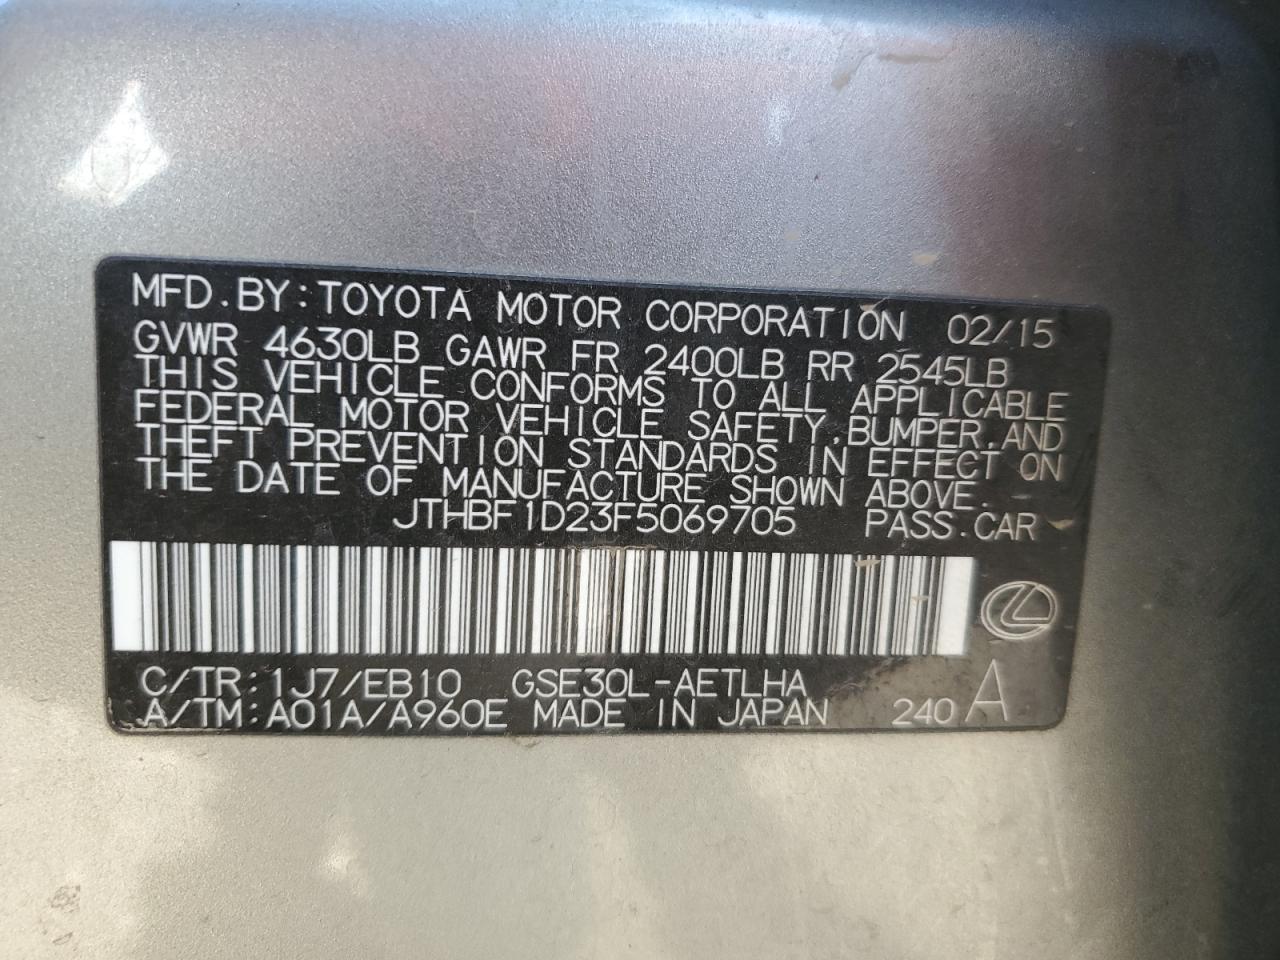 MFD.BY:TOYOTA MOTOR CORPORATION 02/15
GVWR 4630LB GAWR FR 2400LB RR 2545LB
THIS VEHICLE CONFORMS TO ALL APPLICABLE
FEDERAL MOTOR VEHICLE SAFETY,BUMPER,AND
THEFT PREVENTION STANDARDS IN EFFECT ON
THE DATE OF MANUFACTURE SHOWN ABOVE.
JTHBF1D23F5069705 PASS.CAR
C/TR:1J7/EB10 GSE30L-AETLHA
A/TM:A01A/A960E MADE IN JAPAN 240 A